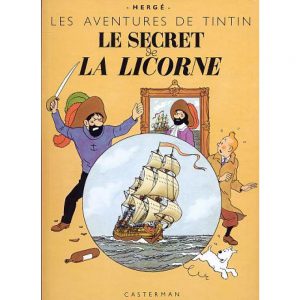 - HERGÉ -
LES AVENTURES DE TINTIN
LE SECRET
de
LA LICORNE
CASTERMAN